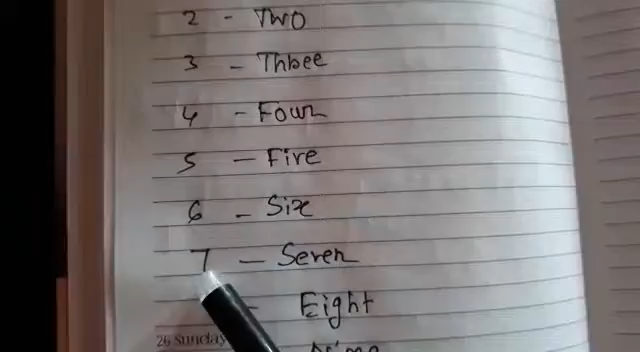 2 - Two
3 - Three
4 - Four
5 - Five
6 - Six
7 - Seven
- Eight
26 Sunday